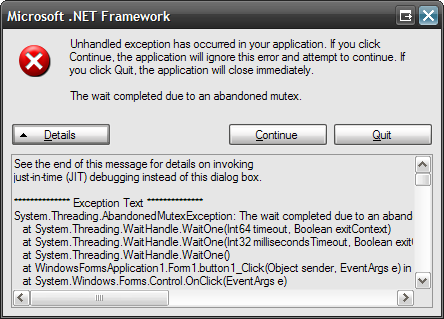 Microsoft .NET Framework
Unhandled exception has occurred in your application. If you click
Continue, the application will ignore this error and attempt to continue. If
you click Quit, the application will close immediately.
The wait completed due to an abandoned mutex.
Details
Continue
Quit
See the end of this message for details on invoking
just-in-time (JIT) debugging instead of this dialog box.
************** Exception Text **************
System.Threading.AbandonedMutexException: The wait completed due to an aband
at System.Threading.WaitHandle.WaitOne(Int64 timeout, Boolean exitContext)
at System.Threading.WaitHandle.WaitOne(Int32 millisecondsTimeout, Boolean exit
at System.Threading.WaitHandle.WaitOne()
at WindowsFormsApplication1.Form1.button1_Click(Object sender, EventArgs e) in
at System.Windows.Forms.Control.OnClick(EventArgs e)